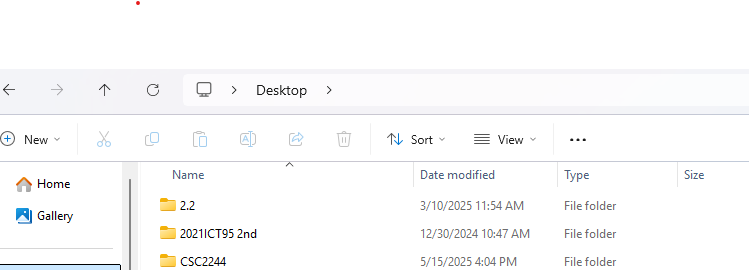 Desktop
New Sort View
Name Date modified Type Size
Home
Gallery
2.2 3/10/2025 11:54 AM File folder
2021ICT95 2nd 12/30/2024 10:47 AM File folder
CSC2244 5/15/2025 4:04 PM File folder